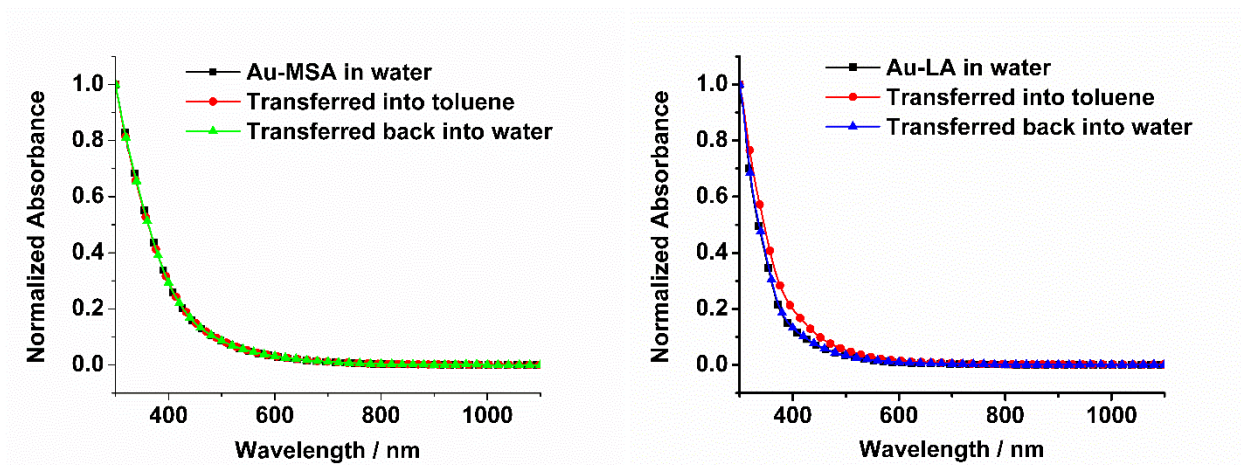 Au-MSA in water
Transferred into toluene
Transferred back into water
1.0
0.8
0.6
0.4
0.2
0.0
400 600 800 1000
Normalized Absorbance
Wavelength / nm
Au-LA in water
Transferred into toluene
Transferred back into water
1.0
0.8
0.6
0.4
0.2
0.0
400 600 800 1000
Normalized Absorbance
Wavelength / nm